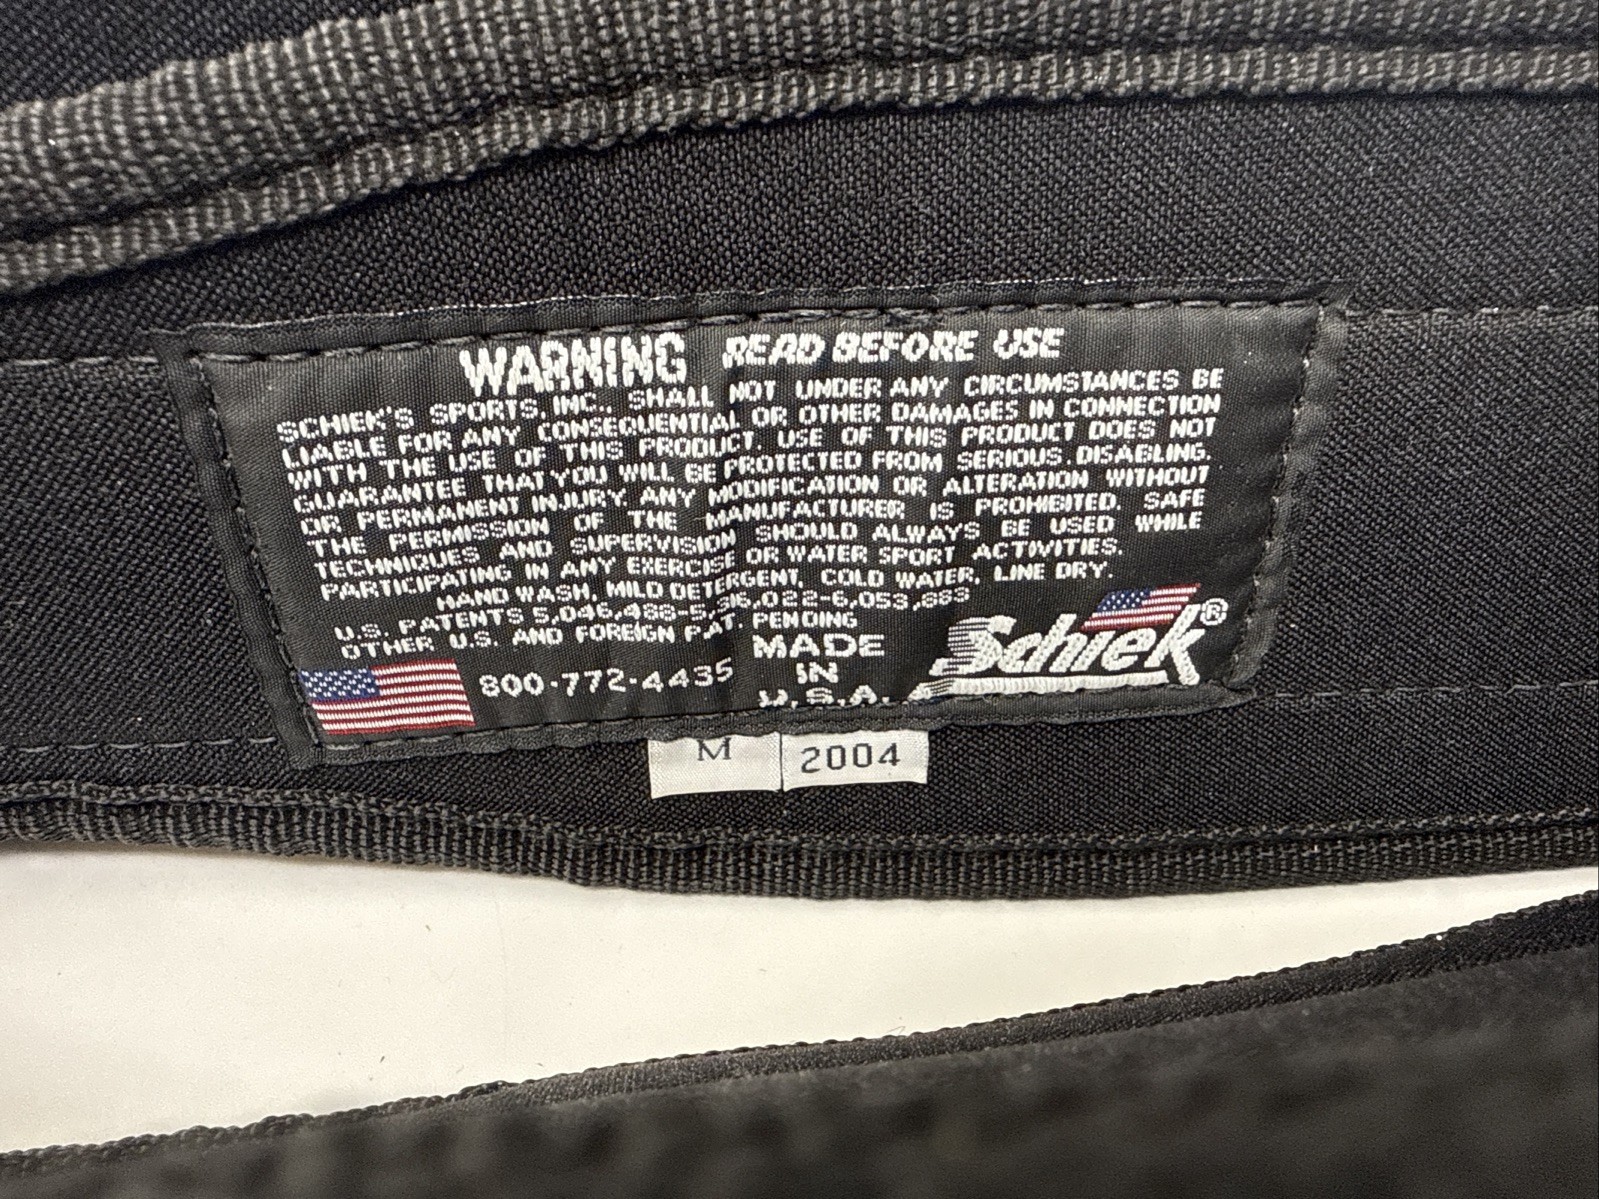 WARNING READ BEFORE USE
SCHIEK'S SPORTS, INC., SHALL NOT UNDER ANY CIRCUMSTANCES BE
LIABLE FOR ANY CONSEQUENTIAL OR OTHER DAMAGES IN CONNECTION
WITH THE USE OF THIS PRODUCT. USE OF THIS PRODUCT DOES NOT
GUARANTEE THAT YOU WILL BE PROTECTED FROM SERIOUS, DISABLING,
OR PERMANENT INJURY. ANY MODIFICATION OR ALTERATION WITHOUT
THE PERMISSION OF THE MANUFACTURER IS PROHIBITED. SAFE
TECHNIQUES AND SUPERVISION SHOULD ALWAYS BE USED WHILE
PARTICIPATING IN ANY EXERCISE OR WATER SPORT ACTIVITIES.
HAND WASH, MILD DETERGENT, COLD WATER, LINE DRY.
U.S. PATENTS 5,046,488-5,316,022-6,053,883
OTHER U.S. AND FOREIGN PAT. PENDING
800-772-4435
MADE
IN
U.S.A.
Schiek®
M
2004